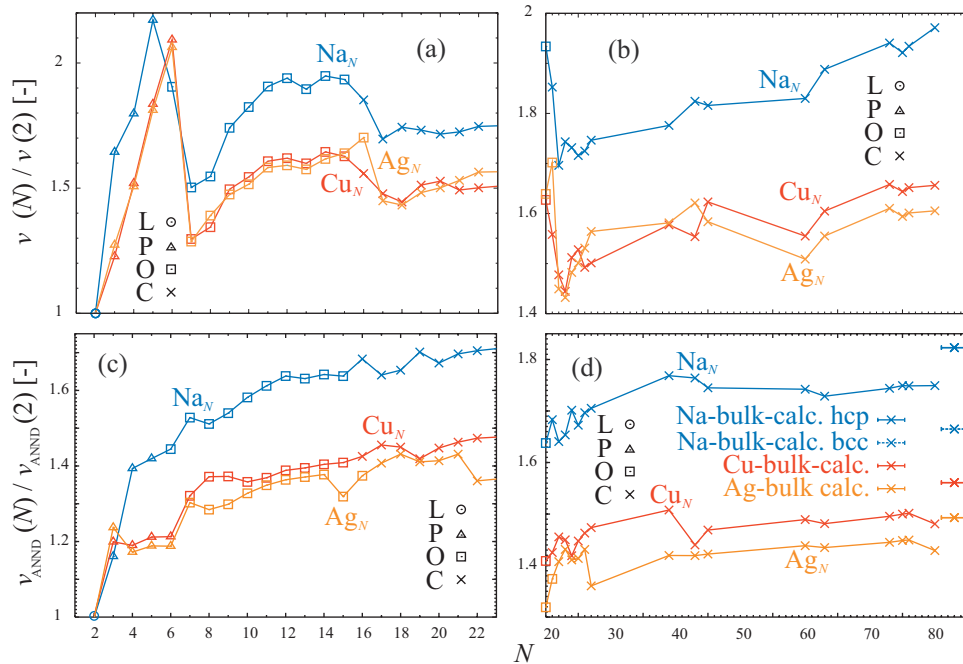 ν (N) / ν (2) [-]
2
1.5
1
(a)
Na_N
Ag_N
Cu_N
L
P
O
C
2
1.8
1.6
1.4
(b)
Na_N
Cu_N
Ag_N
L
P
O
C
ν_ANND(N) / ν_ANND(2) [-]
1.6
1.4
1.2
1
(c)
Na_N
Cu_N
Ag_N
L
P
O
C
2 4 6 8 10 12 14 16 18 20 22
1.8
1.6
1.4
(d)
Na_N
Na-bulk-calc. hcp
Na-bulk-calc. bcc
Cu-bulk-calc.
Ag-bulk calc.
Cu_N
Ag_N
L
P
O
C
20 30 40 50 60 70 80
N